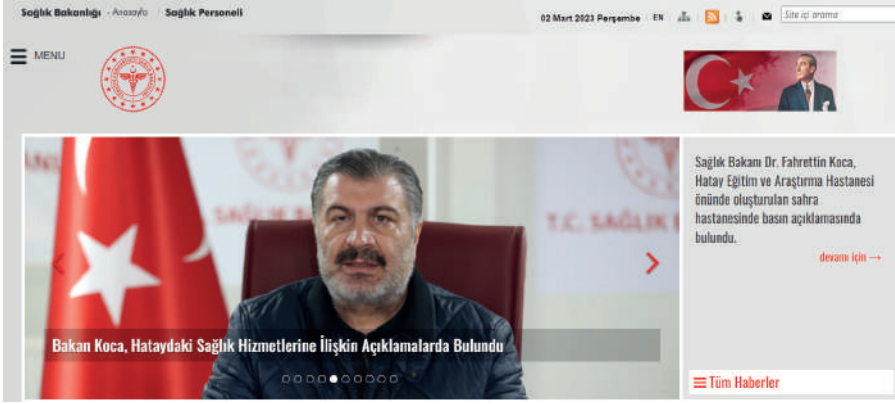 Sağlık Bakanlığı - Anasayfa Sağlık Personeli
02 Mart 2023 Perşembe EN Site içi arama
MENU
T.C. SAĞLIK
Sağlık Bakanı Dr. Fahrettin Koca,
Hatay Eğitim ve Araştırma Hastanesi
önünde oluşturulan sahra
hastanesinde basın açıklamasında
bulundu.
devamı için →
Bakan Koca, Hataydaki Sağlık Hizmetlerine İlişkin Açıklamalarda Bulundu
Tüm Haberler